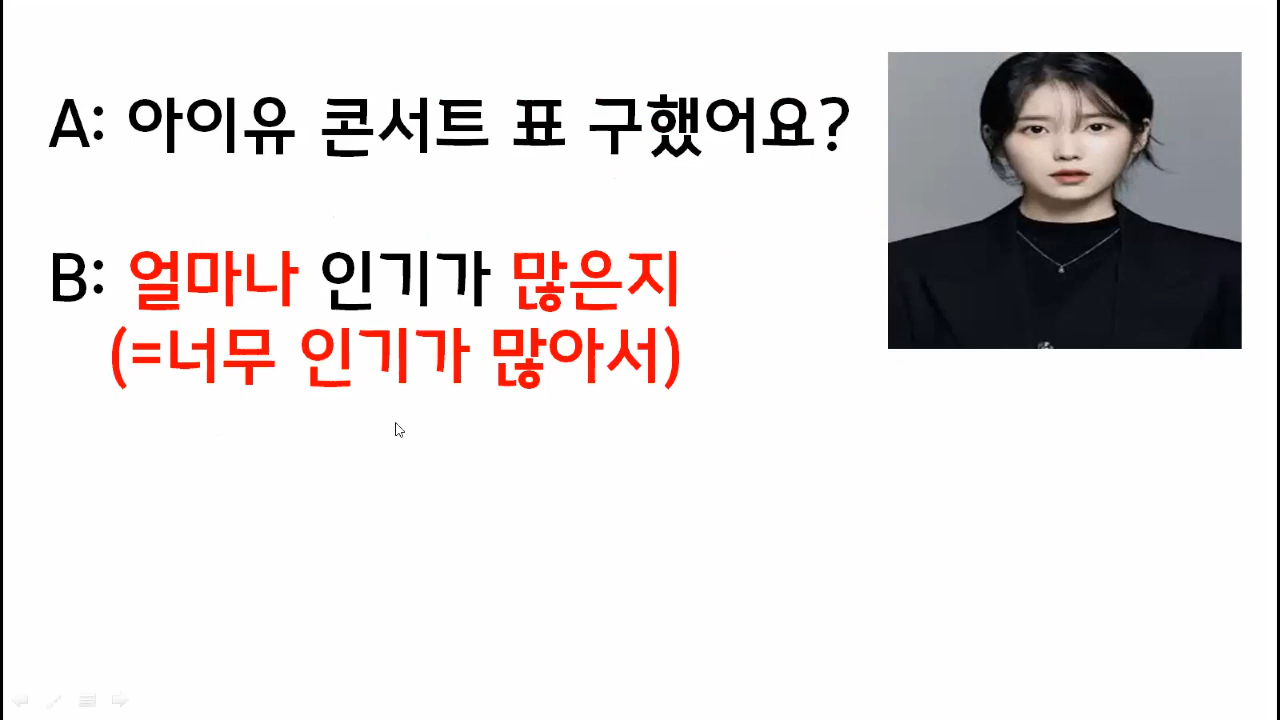 A: 아이유 콘서트 표 구했어요?
B: 얼마나 인기가 많은지
(=너무 인기가 많아서)